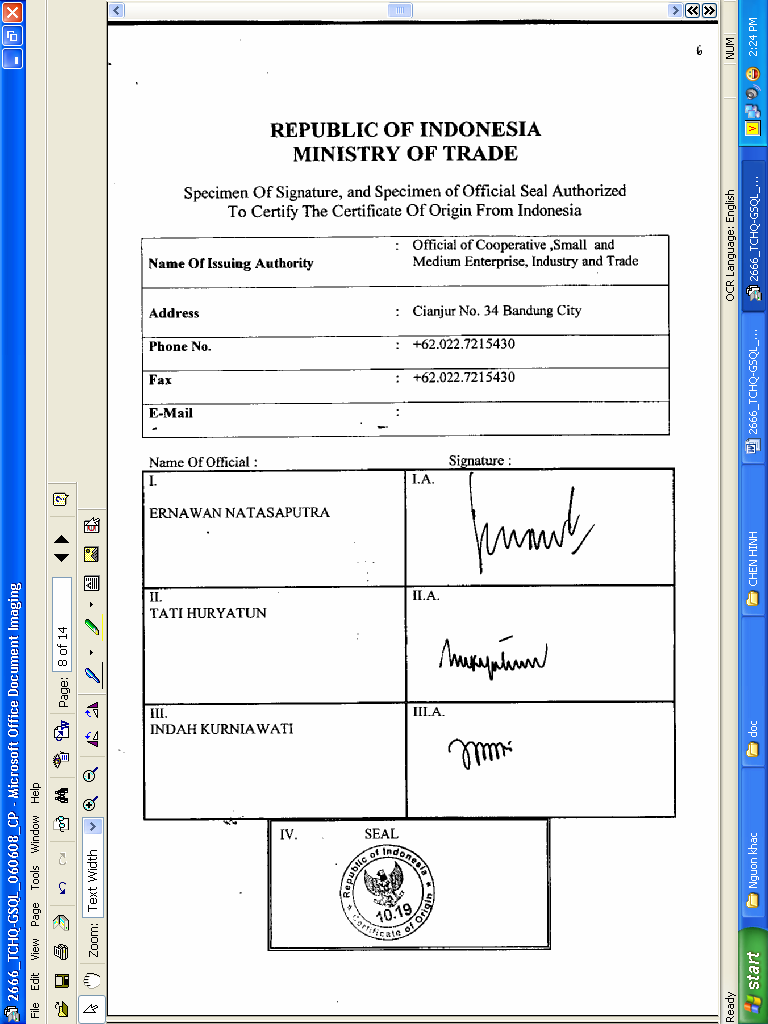 2666_TCHQ-GSQL_060608_CP - Microsoft Office Document Imaging
File Edit View Page Tools Window Help
Page: 8 of 14
Zoom: Text Width
6
REPUBLIC OF INDONESIA
MINISTRY OF TRADE
Specimen Of Signature, and Specimen of Official Seal Authorized
To Certify The Certificate Of Origin From Indonesia
Name Of Issuing Authority : Official of Cooperative ,Small and
Medium Enterprise, Industry and Trade
Address : Cianjur No. 34 Bandung City
Phone No. : +62.022.7215430
Fax : +62.022.7215430
E-Mail :
Name Of Official : Signature :
I. I.A.
ERNAWAN NATASAPUTRA
II. II.A.
TATI HURYATUN
III. III.A.
INDAH KURNIAWATI
IV. SEAL
Republic of Indonesia
10.19
Certificate of Origin
Ready OCR Language: English NUM
start Nguon khac doc CHEN HINH 2666_TCHQ-GSQL_... 2666_TCHQ-GSQL_... V 2:24 PM